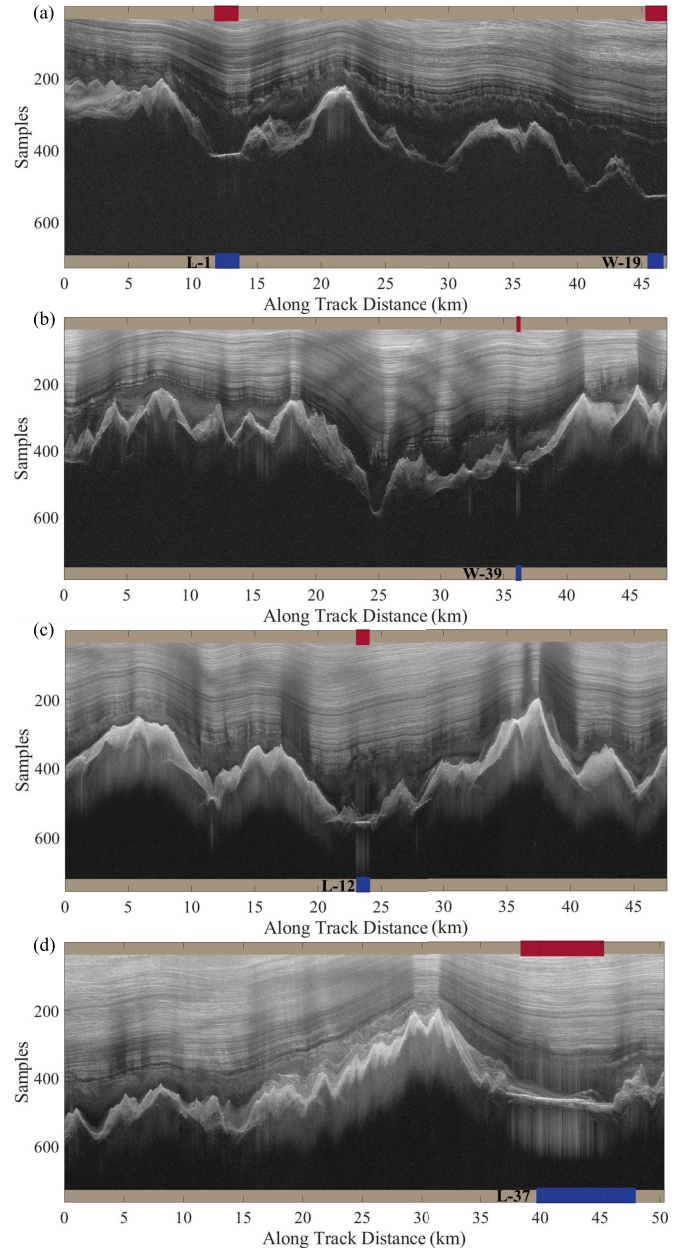 (a)
Samples
200
400
600
L-1
W-19
0 5 10 15 20 25 30 35 40 45
Along Track Distance (km)
(b)
Samples
200
400
600
W-39
0 5 10 15 20 25 30 35 40 45
Along Track Distance (km)
(c)
Samples
200
400
600
L-12
0 5 10 15 20 25 30 35 40 45
Along Track Distance (km)
(d)
Samples
200
400
600
L-37
0 5 10 15 20 25 30 35 40 45 50
Along Track Distance (km)